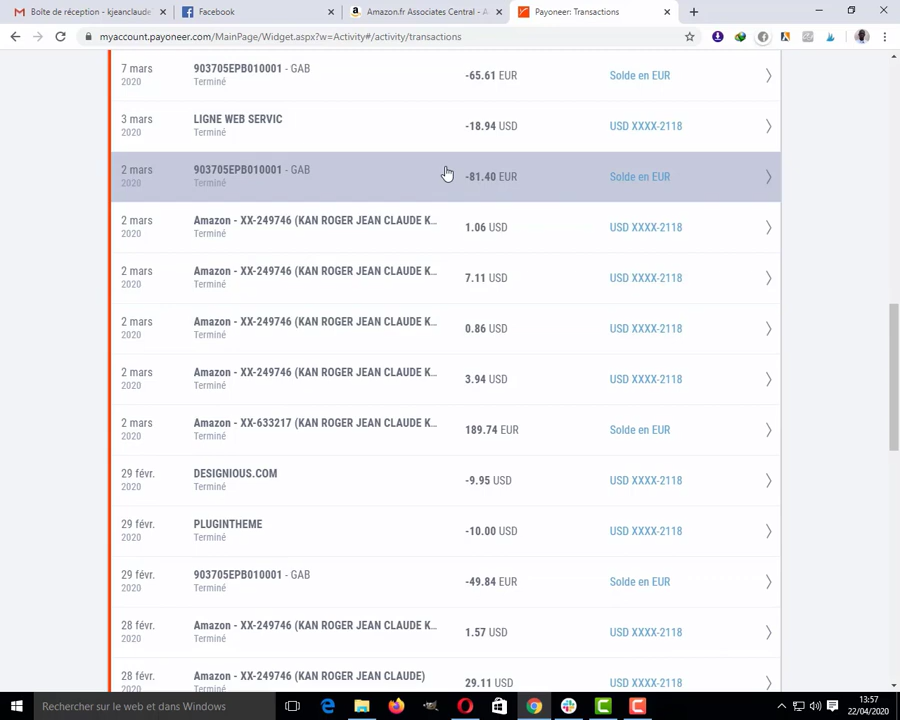 Boîte de réception - kjeanclaude
Facebook
Amazon.fr Associates Central - A
Payoneer: Transactions
myaccount.payoneer.com/MainPage/Widget.aspx?w=Activity#/activity/transactions
7 mars
903705EPB010001 - GAB
-65.61 EUR
Solde en EUR
2020
Terminé
3 mars
LIGNE WEB SERVIC
-18.94 USD
USD XXXX-2118
2020
Terminé
2 mars
903705EPB010001 - GAB
-81.40 EUR
Solde en EUR
2020
Terminé
2 mars
Amazon - XX-249746 (KAN ROGER JEAN CLAUDE K...
1.06 USD
USD XXXX-2118
2020
Terminé
2 mars
Amazon - XX-249746 (KAN ROGER JEAN CLAUDE K...
7.11 USD
USD XXXX-2118
2020
Terminé
2 mars
Amazon - XX-249746 (KAN ROGER JEAN CLAUDE K...
0.86 USD
USD XXXX-2118
2020
Terminé
2 mars
Amazon - XX-249746 (KAN ROGER JEAN CLAUDE K...
3.94 USD
USD XXXX-2118
2020
Terminé
2 mars
Amazon - XX-633217 (KAN ROGER JEAN CLAUDE K...
189.74 EUR
Solde en EUR
2020
Terminé
29 févr.
DESIGNIOUS.COM
-9.95 USD
USD XXXX-2118
2020
Terminé
29 févr.
PLUGINTHEME
-10.00 USD
USD XXXX-2118
2020
Terminé
29 févr.
903705EPB010001 - GAB
-49.84 EUR
Solde en EUR
2020
Terminé
28 févr.
Amazon - XX-249746 (KAN ROGER JEAN CLAUDE K...
1.57 USD
USD XXXX-2118
2020
Terminé
28 févr.
Amazon - XX-249746 (KAN ROGER JEAN CLAUDE)
29.11 USD
USD XXXX-2118
2020
Terminé
Rechercher sur le web et dans Windows
13:57
22/04/2020